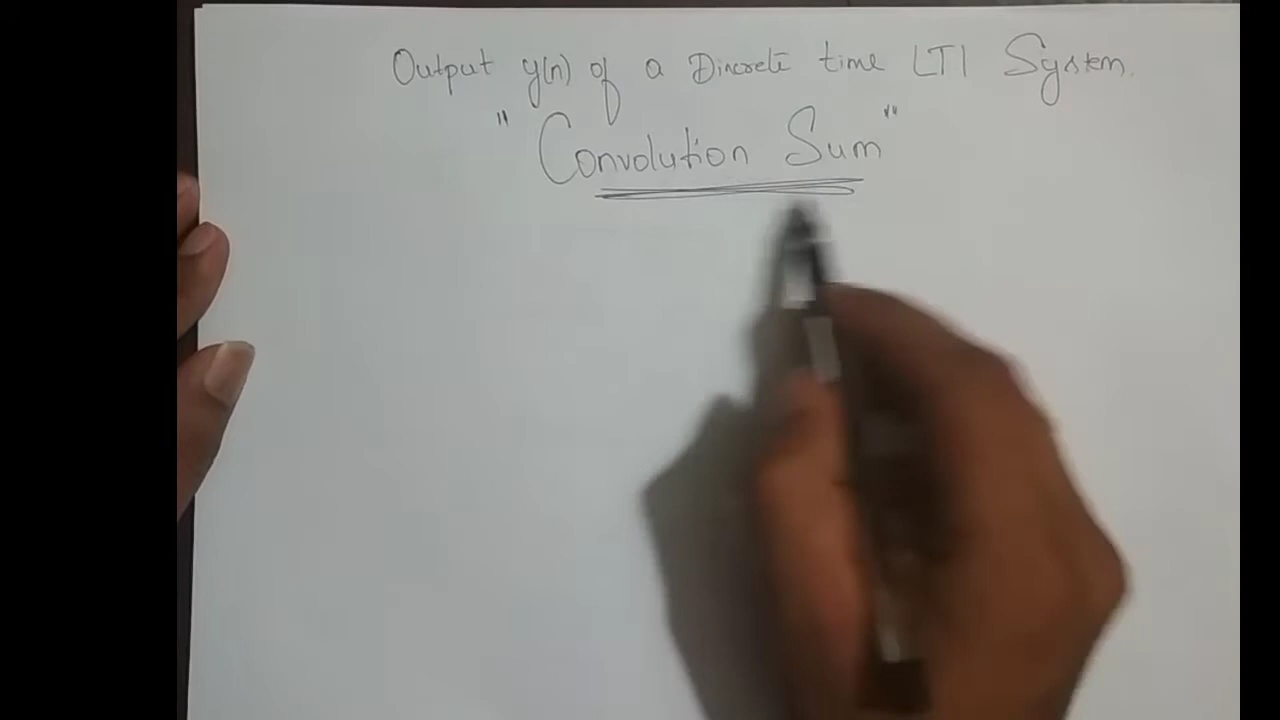 Output y(n) of a Discrete time LTI System.
"Convolution Sum"